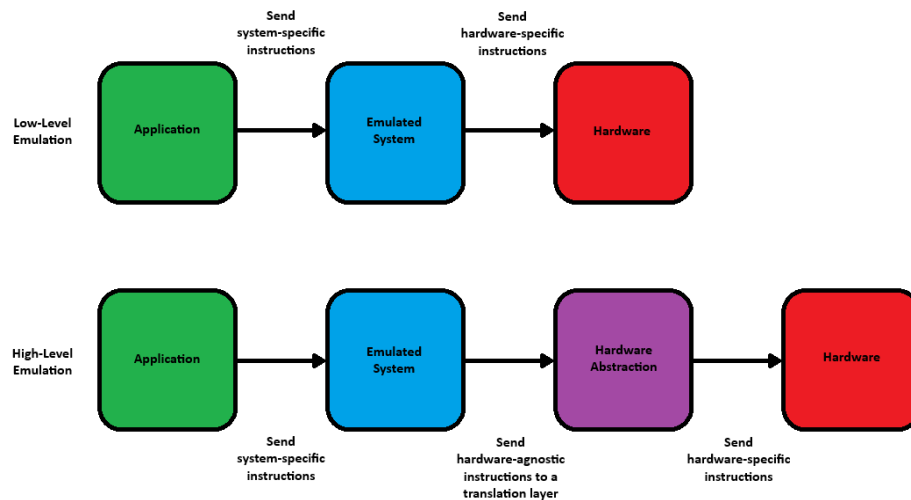 Send
system-specific
instructions
Send
hardware-specific
instructions
Low-Level
Emulation
Application
Emulated
System
Hardware
High-Level
Emulation
Application
Emulated
System
Hardware
Abstraction
Hardware
Send
system-specific
instructions
Send
hardware-agnostic
instructions to a
translation layer
Send
hardware-specific
instructions